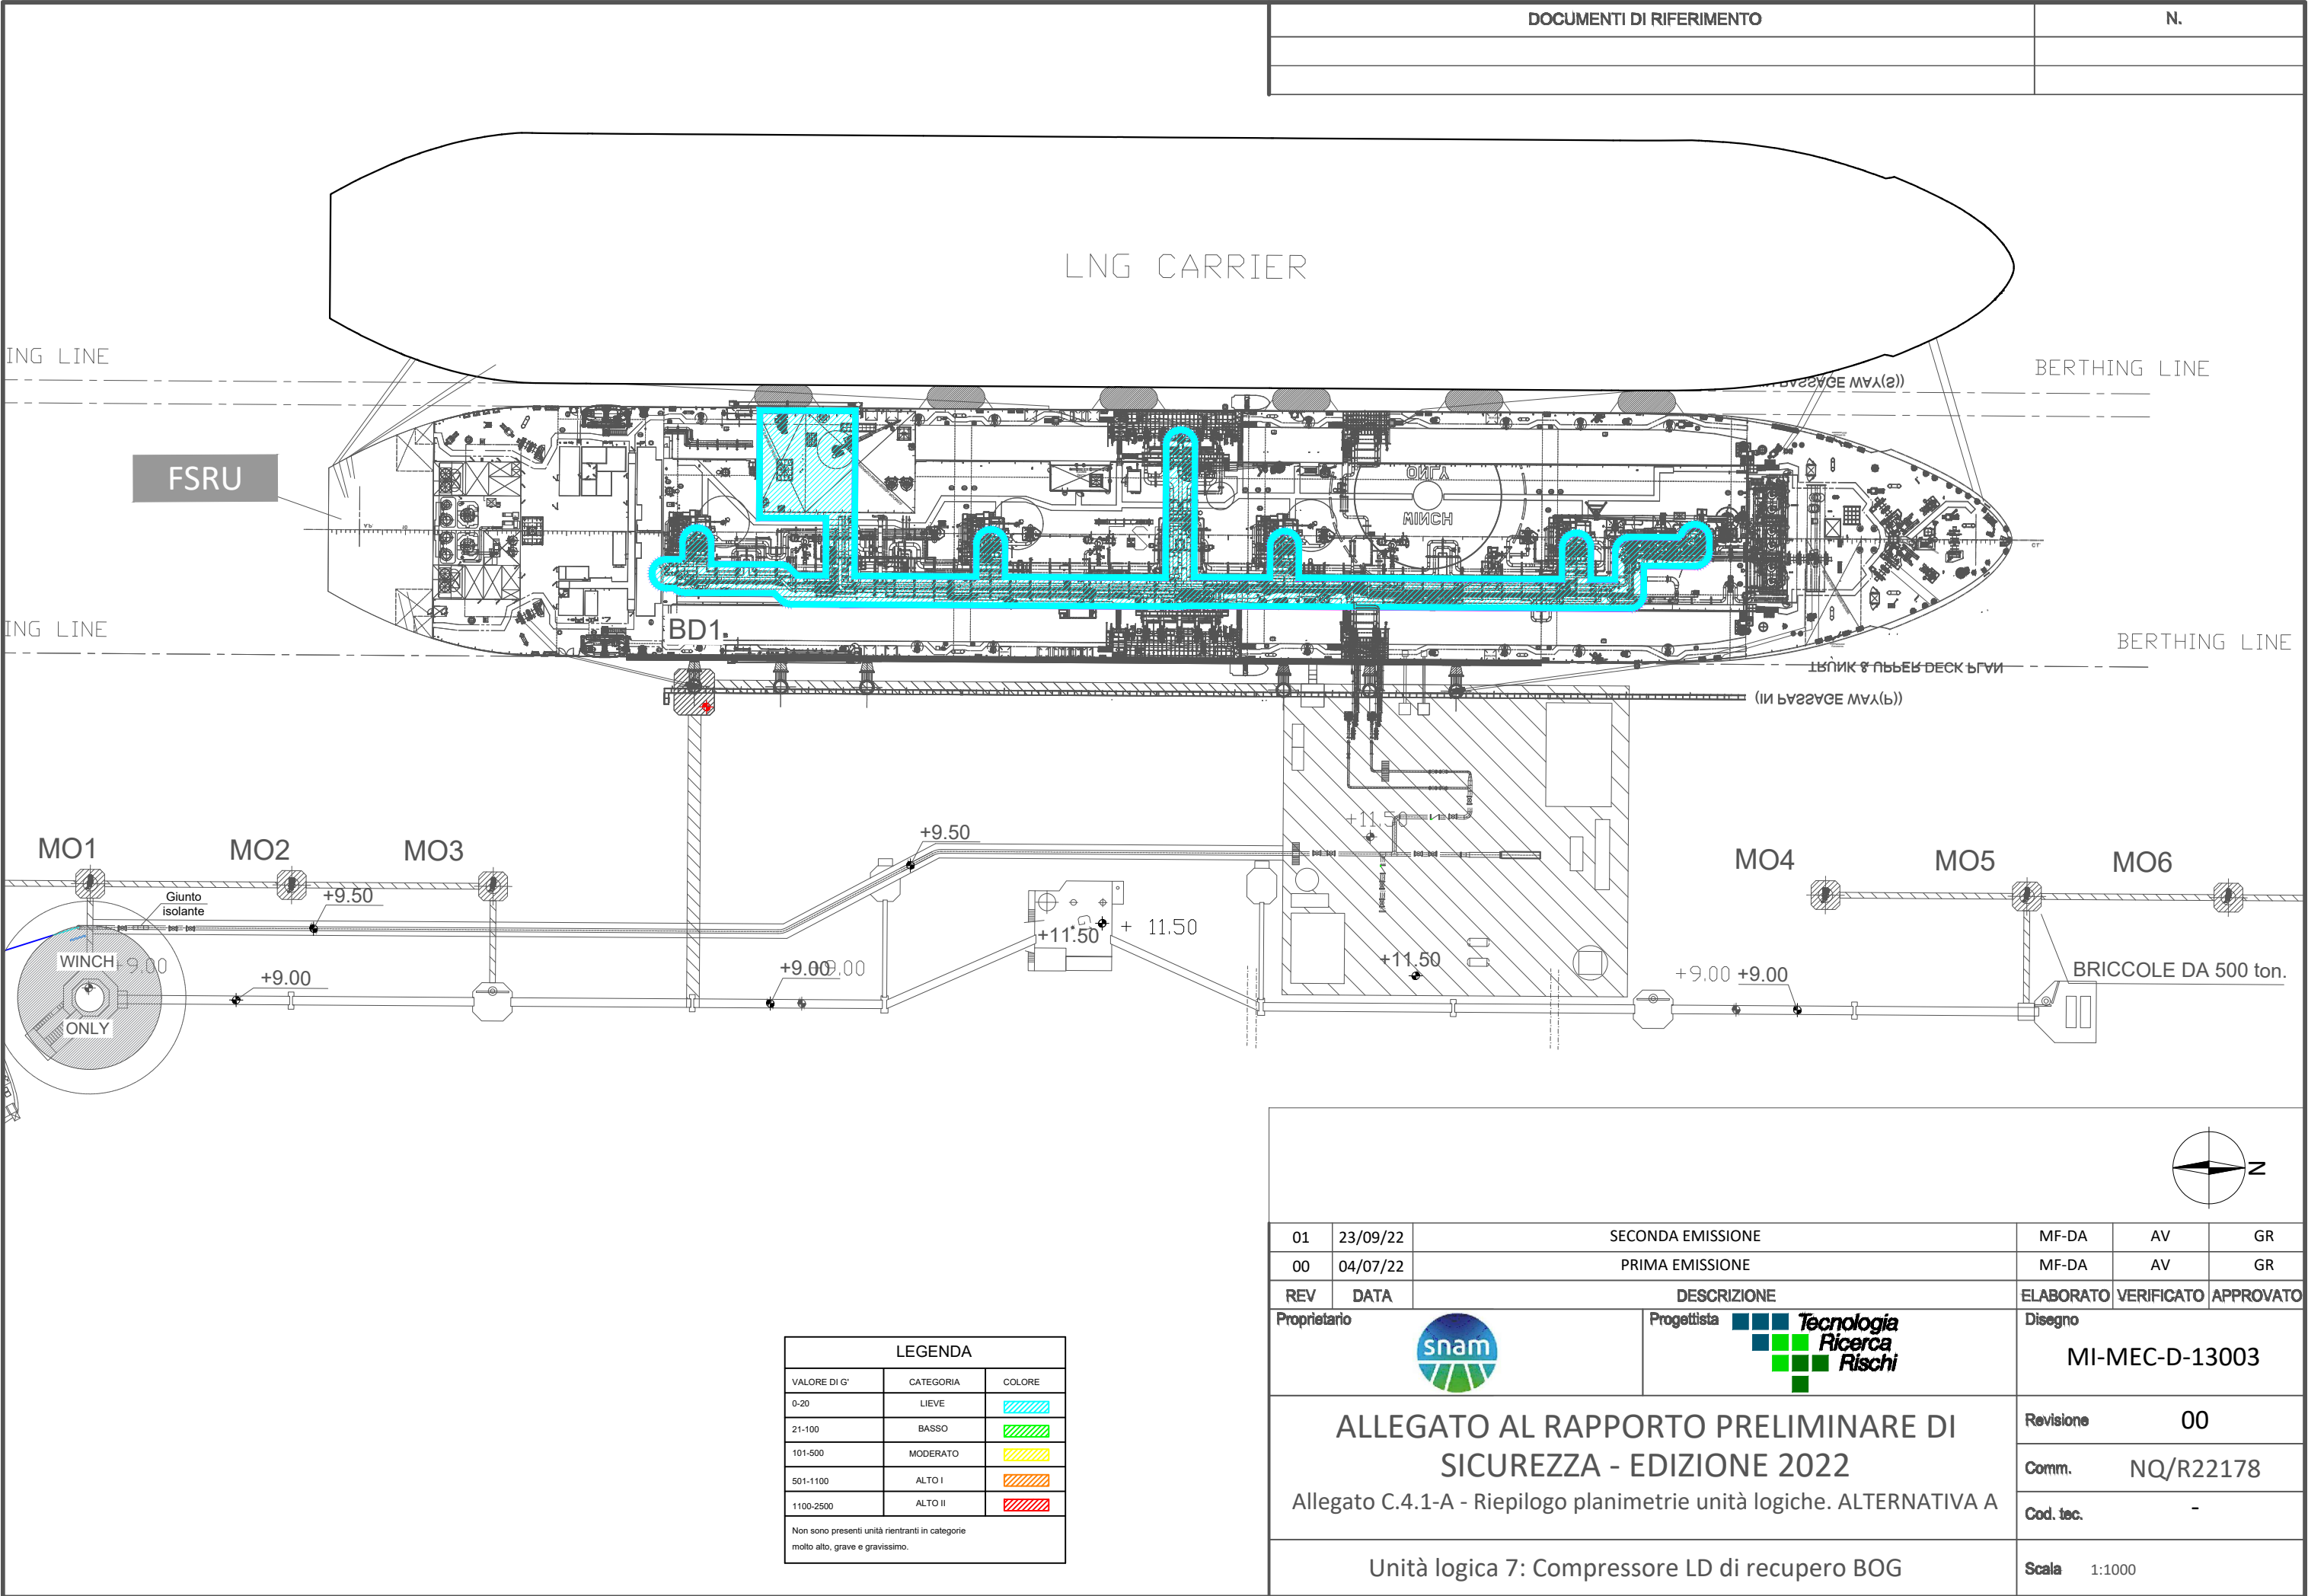 DOCUMENTI DI RIFERIMENTO N.
LNG CARRIER
ING LINE
BERTHING LINE
(IN PASSAGE WAY(S))
FSRU
ONLY
WINCH
ING LINE
BD1
BERTHING LINE
TRUNK & UPPER DECK PLAN
(IN PASSAGE WAY(P))
+11.50
+9.50
MO1 MO2 MO3
MO4 MO5 MO6
Giunto
isolante
+9.50
+11.50
+ 11.50
WINCH
+9.00
+9.00
+9.00
+9.00
+11.50
+9.00 +9.00
BRICCOLE DA 500 ton.
ONLY
N
01 23/09/22 SECONDA EMISSIONE MF-DA AV GR
00 04/07/22 PRIMA EMISSIONE MF-DA AV GR
REV DATA DESCRIZIONE ELABORATO VERIFICATO APPROVATO
Proprietario
snam
Progettista
Tecnologia
Ricerca
Rischi
Disegno
MI-MEC-D-13003
ALLEGATO AL RAPPORTO PRELIMINARE DI
SICUREZZA - EDIZIONE 2022
Allegato C.4.1-A - Riepilogo planimetrie unità logiche. ALTERNATIVA A
Revisione 00
Comm. NQ/R22178
Cod. tec. -
Unità logica 7: Compressore LD di recupero BOG
Scala 1:1000
LEGENDA
VALORE DI G' CATEGORIA COLORE
0-20 LIEVE
21-100 BASSO
101-500 MODERATO
501-1100 ALTO I
1100-2500 ALTO II
Non sono presenti unità rientranti in categorie
molto alto, grave e gravissimo.